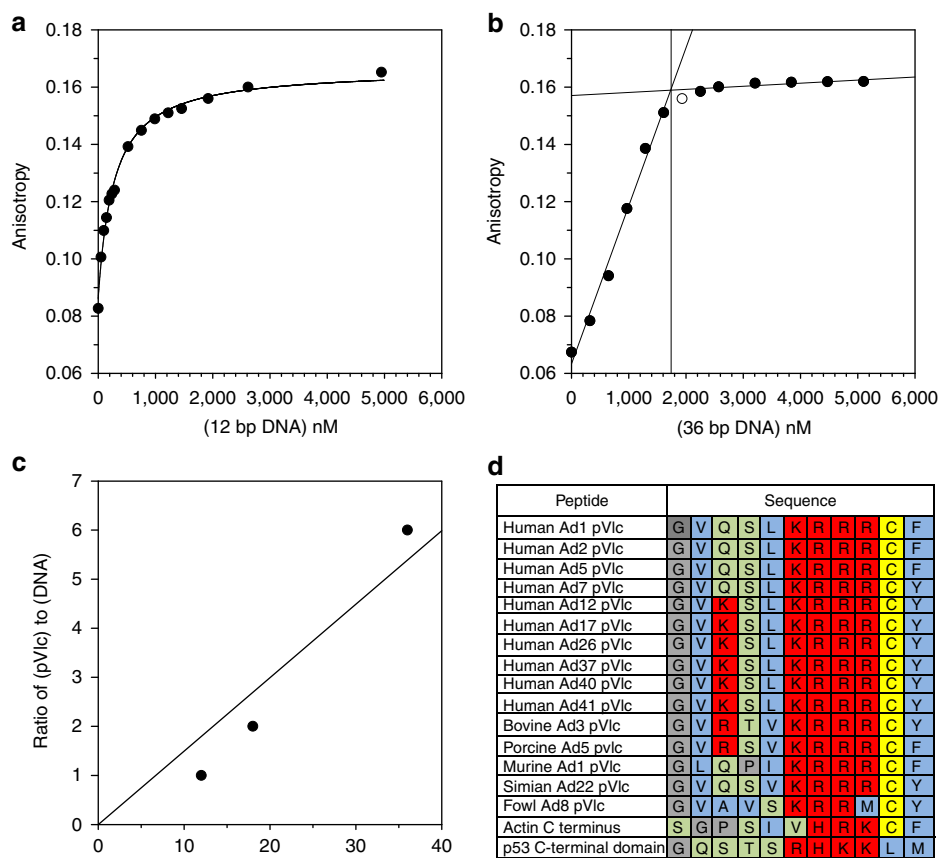 a
0.18
0.16
0.14
0.12
0.10
0.08
0.06
Anisotropy
0 1,000 2,000 3,000 4,000 5,000 6,000
(12 bp DNA) nM
b
0.18
0.16
0.14
0.12
0.10
0.08
0.06
Anisotropy
0 1,000 2,000 3,000 4,000 5,000 6,000
(36 bp DNA) nM
c
7
6
5
4
3
2
1
0
Ratio of (pVIc) to (DNA)
0 10 20 30 40
d
Peptide Sequence
Human Ad1 pVIc G V Q S L K R R R C F
Human Ad2 pVIc G V Q S L K R R R C F
Human Ad5 pVIc G V Q S L K R R R C F
Human Ad7 pVIc G V Q S L K R R R C Y
Human Ad12 pVIc G V K S L K R R R C Y
Human Ad17 pVIc G V K S L K R R R C Y
Human Ad26 pVIc G V K S L K R R R C Y
Human Ad37 pVIc G V K S L K R R R C Y
Human Ad40 pVIc G V K S L K R R R C Y
Human Ad41 pVIc G V K S L K R R R C Y
Bovine Ad3 pVIc G V R T V K R R R C Y
Porcine Ad5 pvIc G V R S V K R R R C F
Murine Ad1 pVIc G L Q P I K R R R C F
Simian Ad22 pVIc G V Q S V K R R R C Y
Fowl Ad8 pVIc G V A V S K R R M C Y
Actin C terminus S G P S I V H R K C F
p53 C-terminal domain G Q S T S R H K K L M